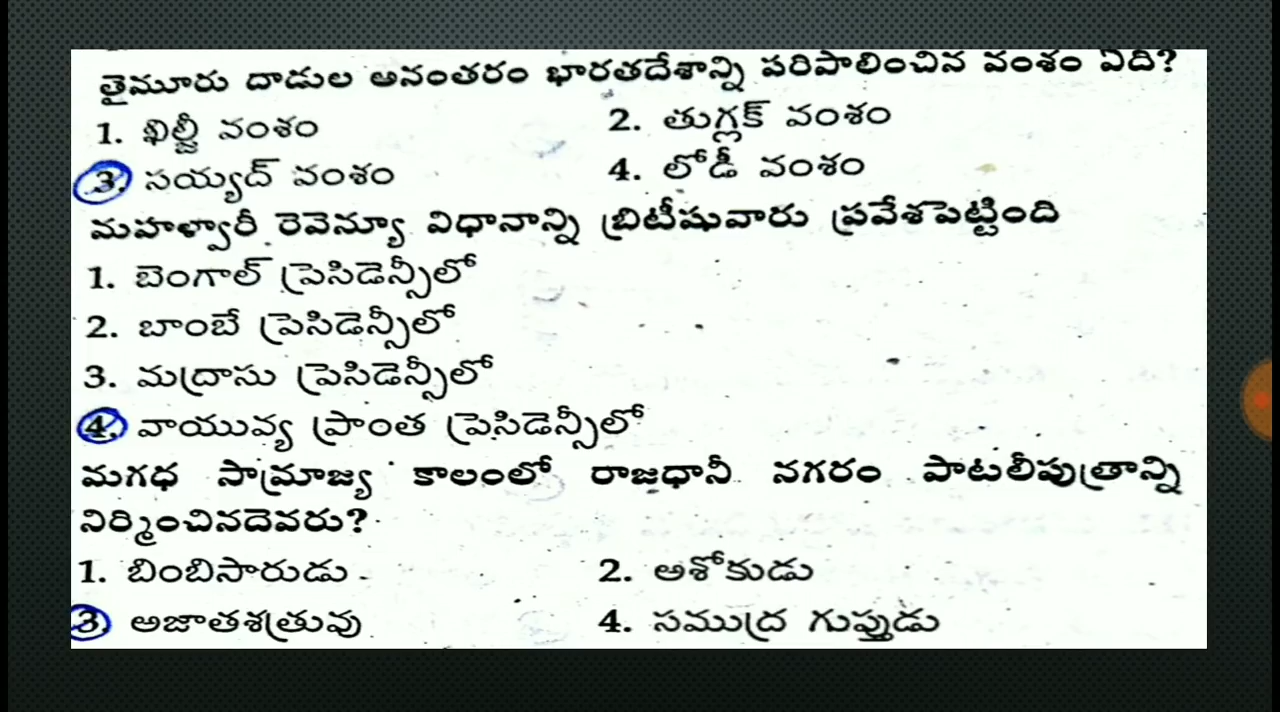 తైమూరు దాడుల అనంతరం భారతదేశాన్ని పరిపాలించిన వంశం ఏది?
1. ఖిల్జీ వంశం 2. తుగ్లక్ వంశం
3. సయ్యద్ వంశం 4. లోడీ వంశం
మహళ్వారీ రెవెన్యూ విధానాన్ని బ్రిటీషువారు ప్రవేశపెట్టింది
1. బెంగాల్ ప్రెసిడెన్సీలో
2. బాంబే ప్రెసిడెన్సీలో
3. మద్రాసు ప్రెసిడెన్సీలో
4. వాయువ్య ప్రాంత ప్రెసిడెన్సీలో
మగధ సామ్రాజ్య కాలంలో రాజధానీ నగరం పాటలీపుత్రాన్ని
నిర్మించినదెవరు?
1. బింబిసారుడు 2. అశోకుడు
3. అజాతశత్రువు 4. సముద్ర గుప్తుడు